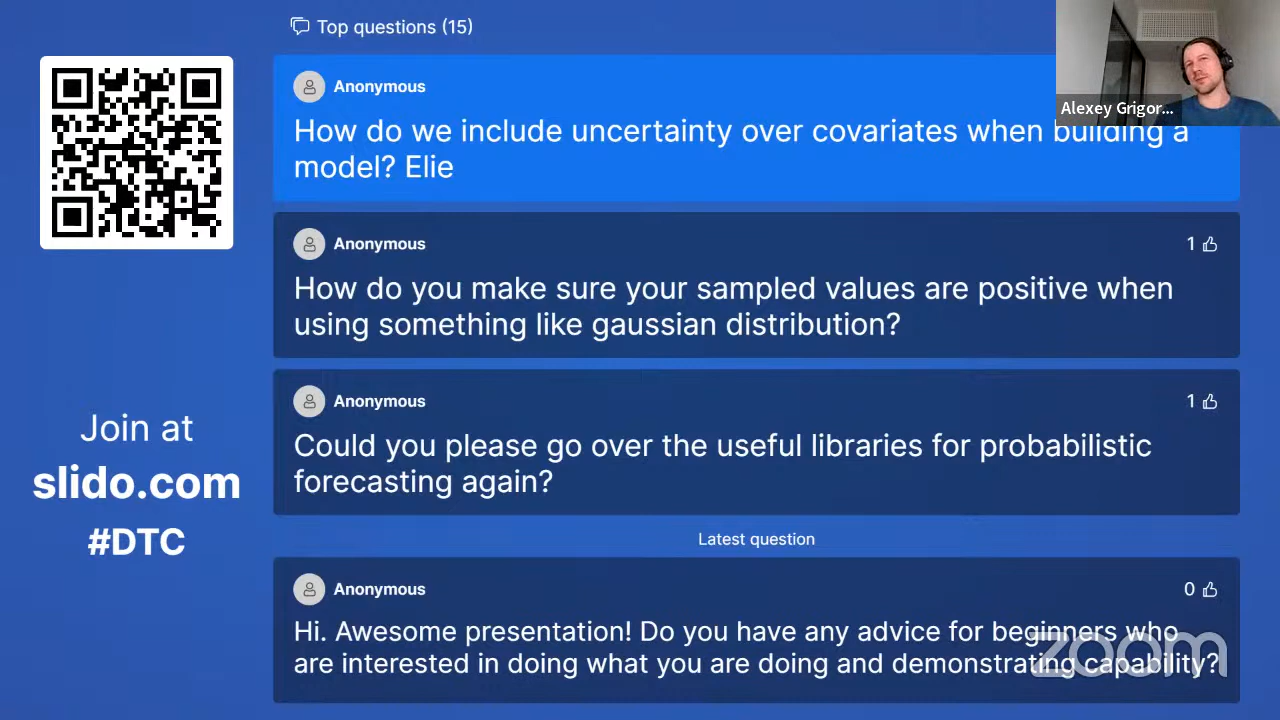 Top questions (15)
Anonymous
How do we include uncertainty over covariates when building a
model? Elie
Alexey Grigor...
Anonymous
1
How do you make sure your sampled values are positive when
using something like gaussian distribution?
Anonymous
1
Could you please go over the useful libraries for probabilistic
forecasting again?
Join at
slido.com
#DTC
Latest question
Anonymous
0
Hi. Awesome presentation! Do you have any advice for beginners who
are interested in doing what you are doing and demonstrating capability?
zoom